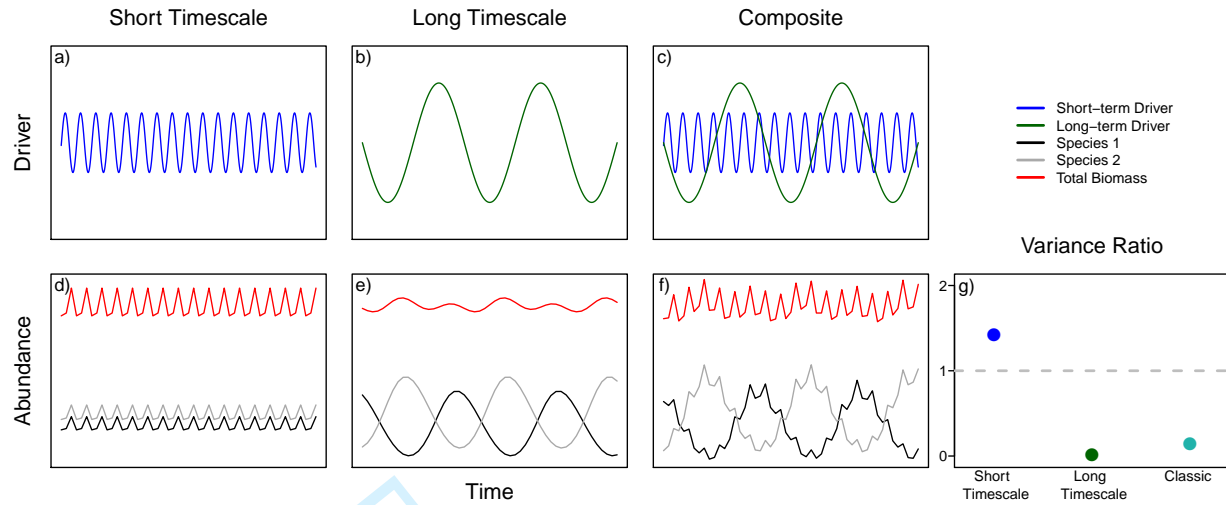 Short Timescale
Long Timescale
Composite
Driver
a)
b)
c)
Short−term Driver
Long−term Driver
Species 1
Species 2
Total Biomass
Variance Ratio
Abundance
d)
e)
f)
g)
2
1
0
Short
Timescale
Long
Timescale
Classic
Time